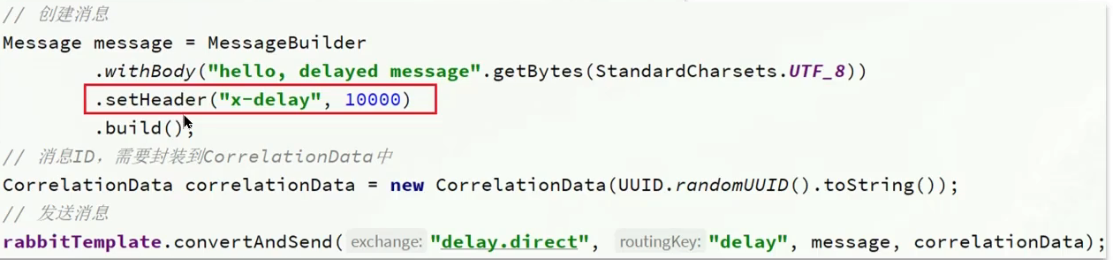 // 创建消息
Message message = MessageBuilder
.withBody("hello, delayed message".getBytes(StandardCharsets.UTF_8))
.setHeader("x-delay", 10000)
.build();
// 消息ID，需要封装到CorrelationData中
CorrelationData correlationData = new CorrelationData(UUID.randomUUID().toString());
// 发送消息
rabbitTemplate.convertAndSend( exchange: "delay.direct", routingKey: "delay", message, correlationData);